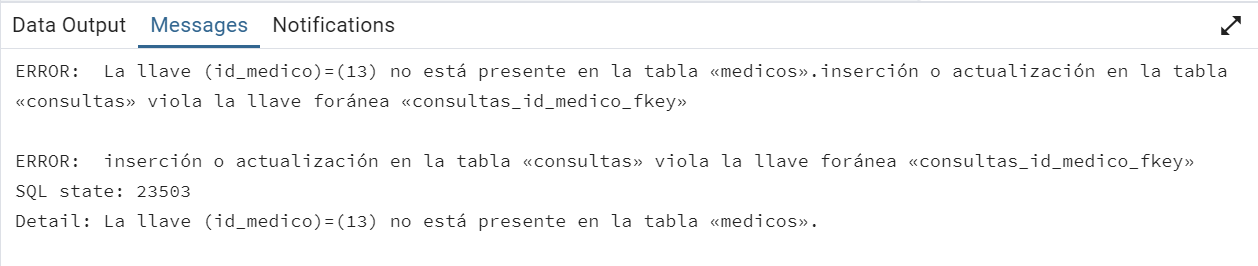 Data Output Messages Notifications
ERROR:  La llave (id_medico)=(13) no está presente en la tabla «medicos».inserción o actualización en la tabla
«consultas» viola la llave foránea «consultas_id_medico_fkey»
ERROR:  inserción o actualización en la tabla «consultas» viola la llave foránea «consultas_id_medico_fkey»
SQL state: 23503
Detail: La llave (id_medico)=(13) no está presente en la tabla «medicos».